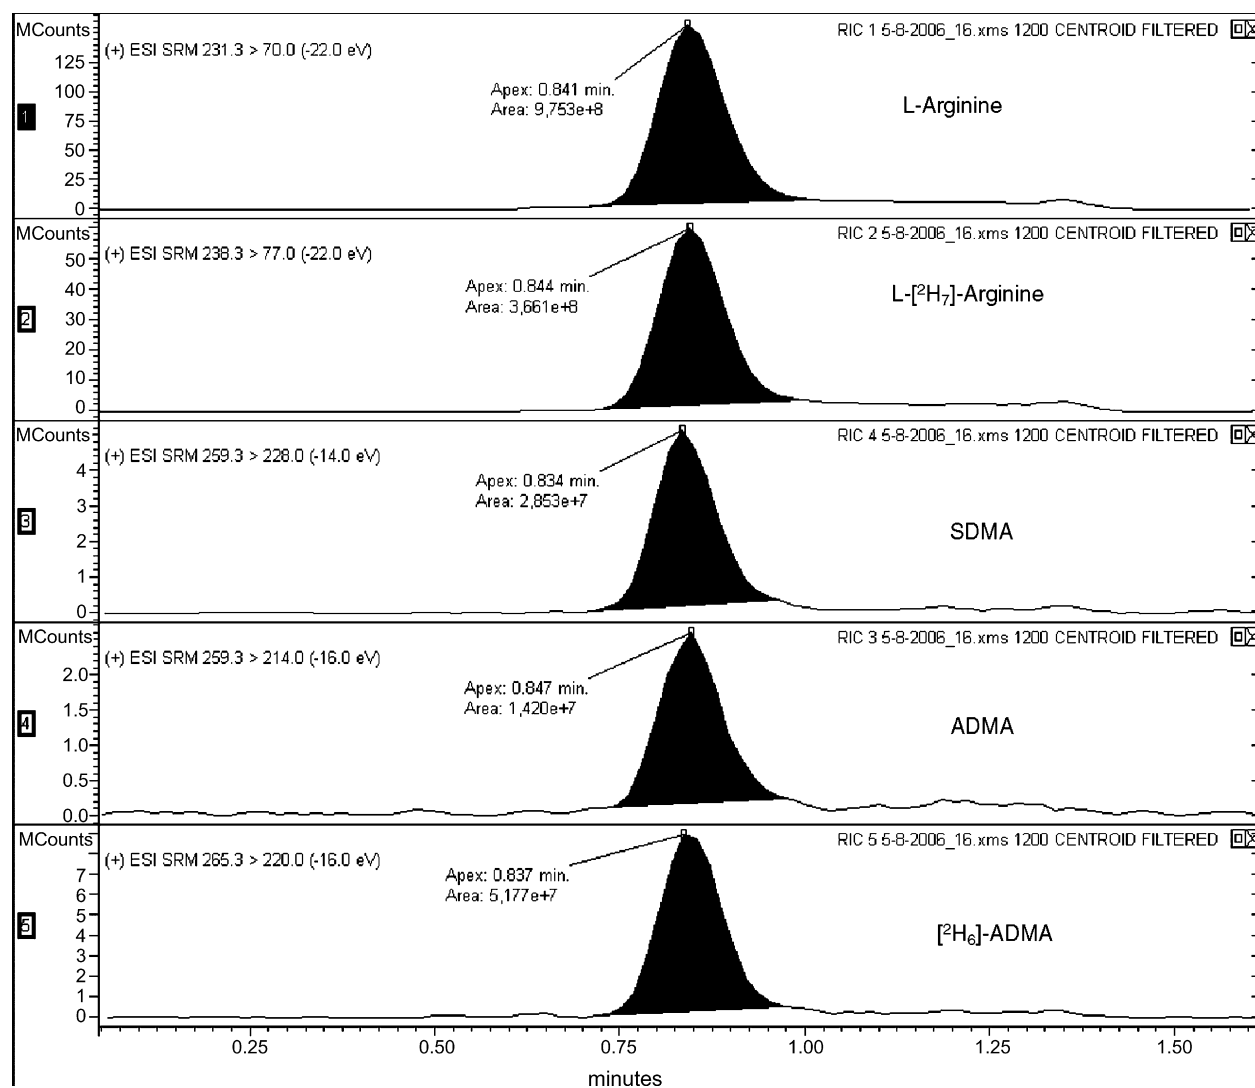 MCounts
RIC 1 5-8-2006_16.xms 1200 CENTROID FILTERED
(+) ESI SRM 231.3 > 70.0 (-22.0 eV)
125
100
75
50
25
0
1
Apex: 0.841 min.
Area: 9,753e+8
L-Arginine
MCounts
RIC 2 5-8-2006_16.xms 1200 CENTROID FILTERED
(+) ESI SRM 238.3 > 77.0 (-22.0 eV)
50
40
30
20
10
0
2
Apex: 0.844 min.
Area: 3,661e+8
L-[²H₇]-Arginine
MCounts
RIC 4 5-8-2006_16.xms 1200 CENTROID FILTERED
(+) ESI SRM 259.3 > 228.0 (-14.0 eV)
4
3
2
1
0
3
Apex: 0.834 min.
Area: 2,853e+7
SDMA
MCounts
RIC 3 5-8-2006_16.xms 1200 CENTROID FILTERED
(+) ESI SRM 259.3 > 214.0 (-16.0 eV)
2.0
1.5
1.0
0.5
0.0
4
Apex: 0.847 min.
Area: 1,420e+7
ADMA
MCounts
RIC 5 5-8-2006_16.xms 1200 CENTROID FILTERED
(+) ESI SRM 265.3 > 220.0 (-16.0 eV)
7
6
5
4
3
2
1
0
5
Apex: 0.837 min.
Area: 5,177e+7
[²H₆]-ADMA
0.25 0.50 0.75 1.00 1.25 1.50
minutes